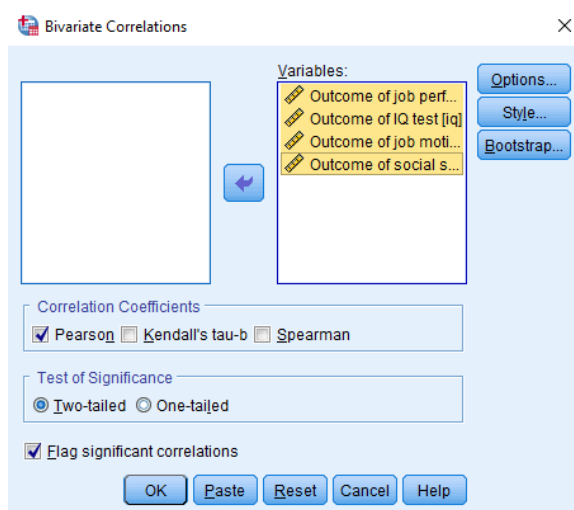 Bivariate Correlations
Variables:
Outcome of job perf...
Outcome of IQ test [iq]
Outcome of job moti...
Outcome of social s...
Options...
Style...
Bootstrap...
Correlation Coefficients
Pearson Kendall's tau-b Spearman
Test of Significance
Two-tailed One-tailed
Flag significant correlations
OK Paste Reset Cancel Help